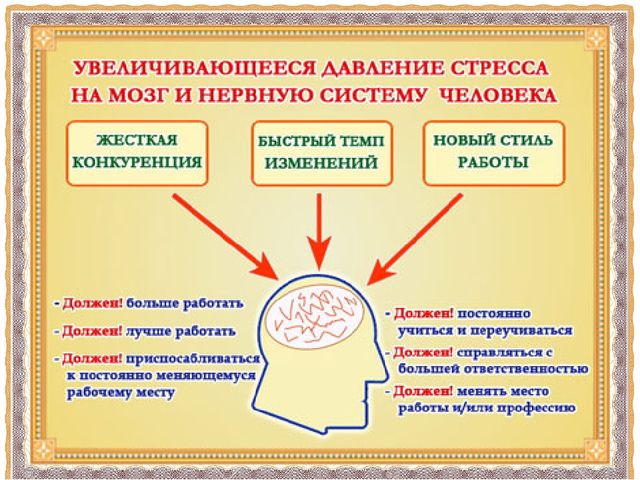 УВЕЛИЧИВАЮЩЕЕСЯ ДАВЛЕНИЕ СТРЕССА
НА МОЗГ И НЕРВНУЮ СИСТЕМУ ЧЕЛОВЕКА
ЖЕСТКАЯ
КОНКУРЕНЦИЯ
БЫСТРЫЙ ТЕМП
ИЗМЕНЕНИЙ
НОВЫЙ СТИЛЬ
РАБОТЫ
- Должен! больше работать
- Должен! лучше работать
- Должен! приспосабливаться
к постоянно меняющемуся
рабочему месту
- Должен! постоянно
учиться и переучиваться
- Должен! справляться с
большей ответственностью
- Должен! менять место
работы и/или профессию